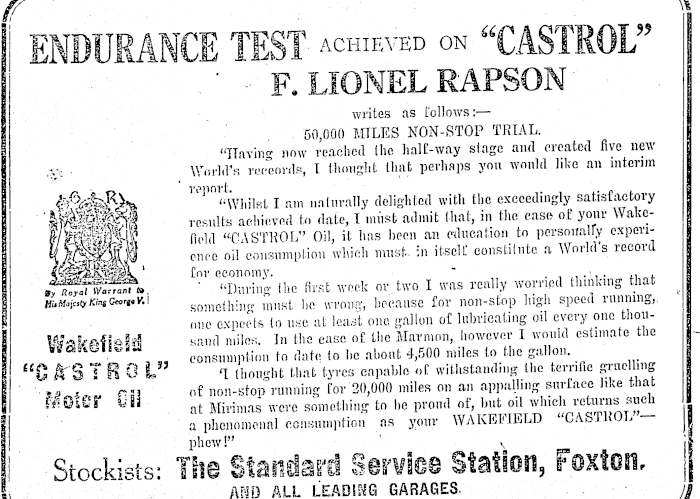 ENDURANCE TEST ACHIEVED ON "CASTROL"
F. LIONEL RAPSON
writes as follows:—
50,000 MILES NON-STOP TRIAL.
"Having now reached the half-way stage and created five new
World's receords, I thought that perhaps you would like an interim
report.
"Whilst I am naturally delighted with the exceedingly satisfactory
results achieved to date, I must admit that, in the case of your Wake-
field "CASTROL" Oil, it has been an education to personally experi-
ence oil consumption which must in itself constitute a World's record
for economy.
"During the first week or two I was really worried thinking that
something must be wrong, because for non-stop high speed running,
one expects to use at least one gallon of lubricating oil every one thou-
sand miles. In the case of the Marmon, however I would estimate the
consumption to date to be about 4,500 miles to the gallon.
"I thought that tyres capable of withstanding the terrific gruelling
of non-stop running for 20,000 miles on an appalling surface like that
at Mirimas were something to be proud of, but oil which returns such
a phenomenal consumption as your WAKEFIELD "CASTROL"—
phew!"
G R
By Royal Warrant to
His Majesty King George V.
Wakefield
"CASTROL"
Motor Oil
Stockists: The Standard Service Station, Foxton.
AND ALL LEADING GARAGES.